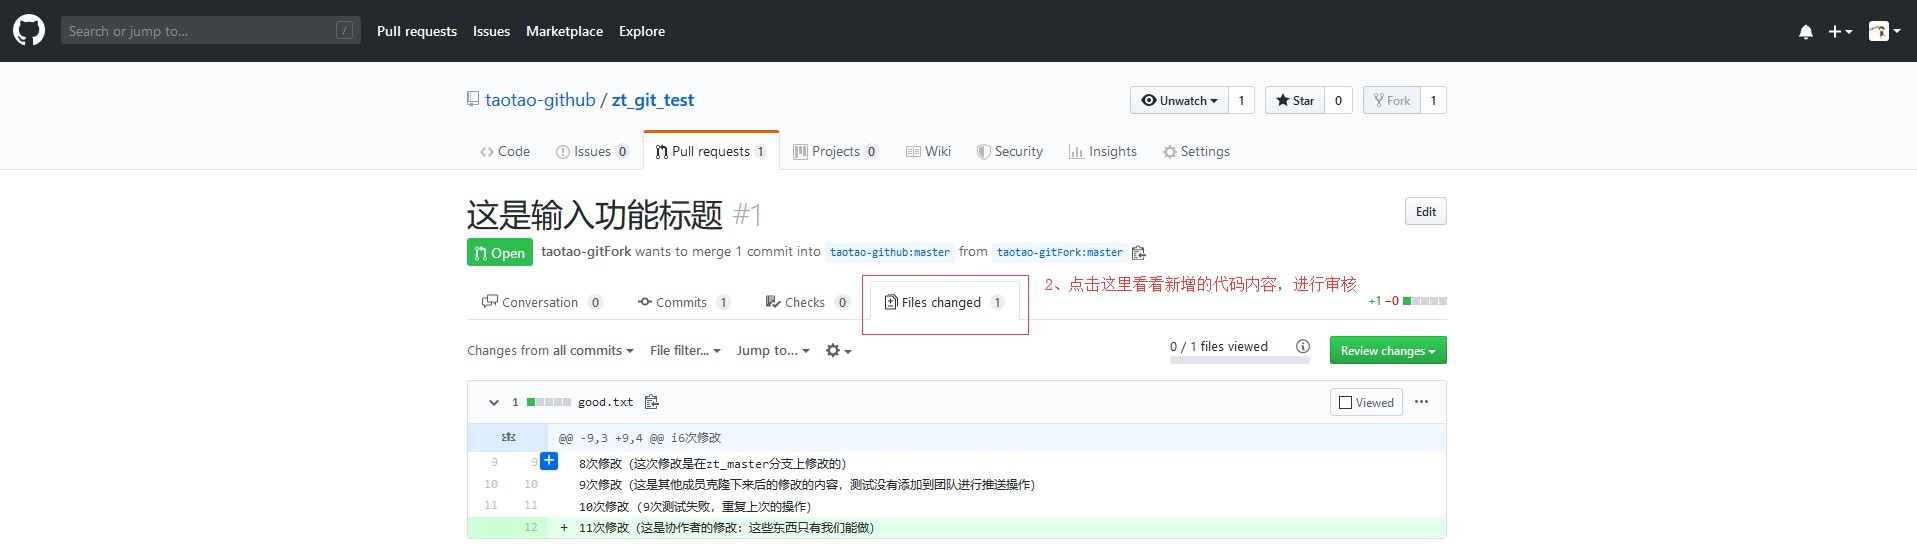 Search or jump to... / Pull requests Issues Marketplace Explore
taotao-github / zt_git_test Unwatch 1 Star 0 Fork 1
Code Issues 0 Pull requests 1 Projects 0 Wiki Security Insights Settings
这是输入功能标题 #1 Edit
Open taotao-gitFork wants to merge 1 commit into taotao-github:master from taotao-gitFork:master
2、点击这里看看新增的代码内容，进行审核
Conversation 0 Commits 1 Checks 0 Files changed 1 +1 −0
Changes from all commits File filter... Jump to... 0 / 1 files viewed Review changes
1 good.txt Viewed ...
@@ -9,3 +9,4 @@ i6次修改
9 9 + 8次修改（这次修改是在zt_master分支上修改的）
10 10 9次修改（这是其他成员克隆下来后的修改的内容，测试没有添加到团队进行推送操作）
11 11 10次修改（9次测试失败，重复上次的操作）
12 + 11次修改（这是协作者的修改：这些东西只有我们能做）